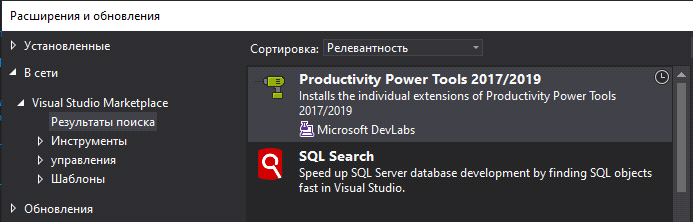 Расширения и обновления
Установленные
В сети
Visual Studio Marketplace
Результаты поиска
Инструменты
управления
Шаблоны
Обновления
Сортировка: Релевантность
Productivity Power Tools 2017/2019
Installs the individual extensions of Productivity Power Tools
2017/2019
Microsoft DevLabs
SQL Search
Speed up SQL Server database development by finding SQL objects
fast in Visual Studio.